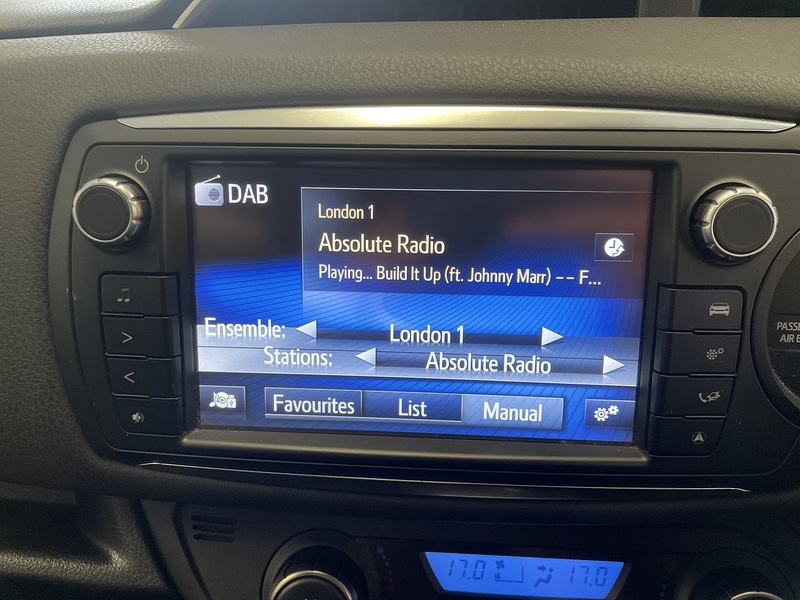 DAB
London 1
Absolute Radio
Playing... Build It Up (ft. Johnny Marr) -- F...
Ensemble: London 1
Stations: Absolute Radio
Favourites List Manual
PASSE
AIR B
17.0 17.0